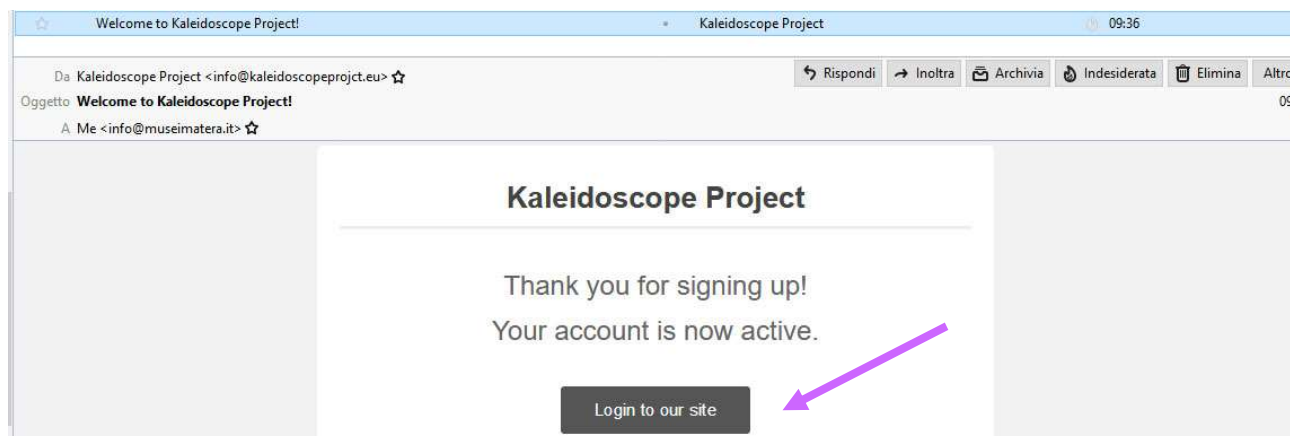 Welcome to Kaleidoscope Project! Kaleidoscope Project 09:36
Da Kaleidoscope Project <info@kaleidoscopeprojct.eu> Rispondi Inoltra Archivia Indesiderata Elimina Altro
Oggetto Welcome to Kaleidoscope Project! 09
A Me <info@museimatera.it>
Kaleidoscope Project
Thank you for signing up!
Your account is now active.
Login to our site